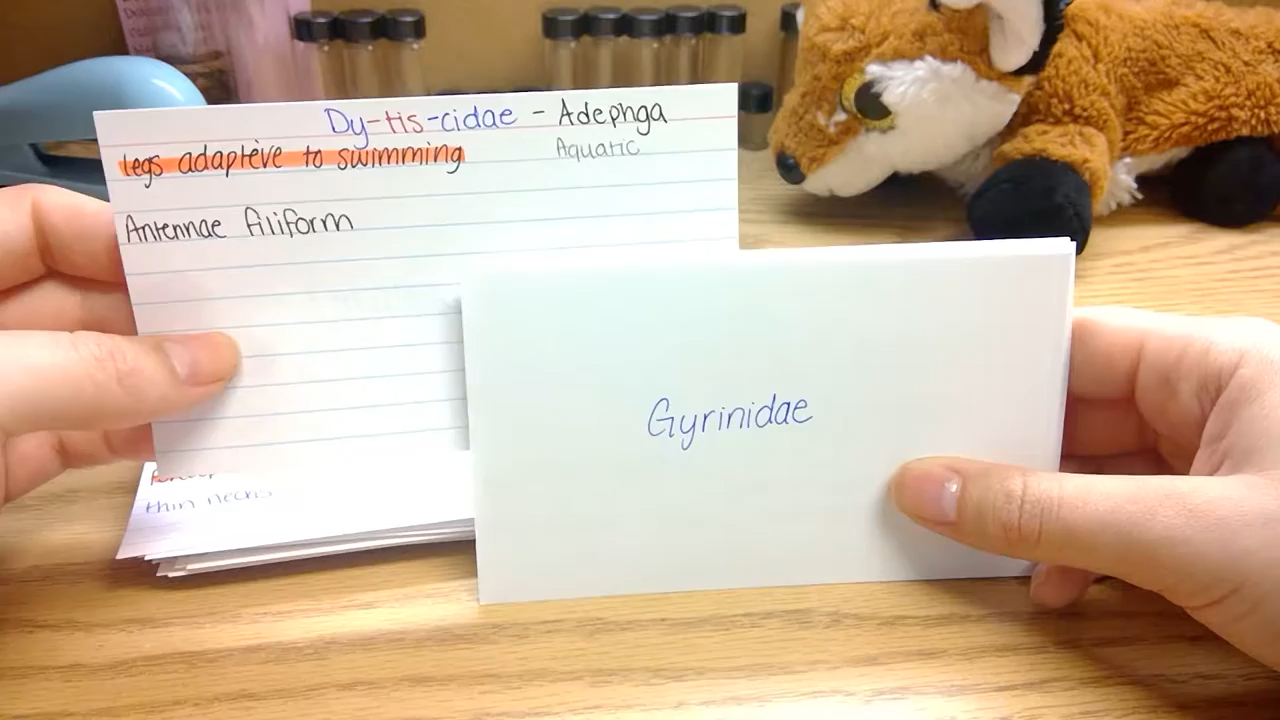 Dy-tis-cidae - Adephga
legs adaptive to swimming
Aquatic
Antennae filiform
Gyrinidae
thin necks